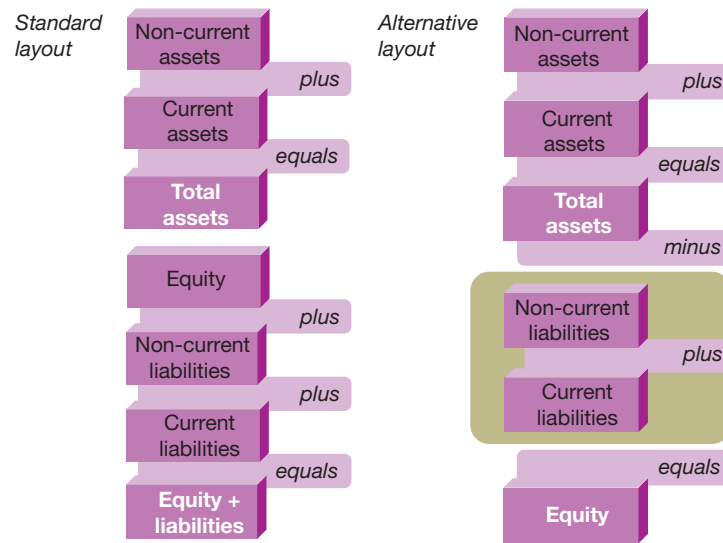 Standard
layout
Non-current
assets
plus
Current
assets
equals
Total
assets
Equity
plus
Non-current
liabilities
plus
Current
liabilities
equals
Equity +
liabilities
Alternative
layout
Non-current
assets
plus
Current
assets
equals
Total
assets
minus
Non-current
liabilities
plus
Current
liabilities
equals
Equity